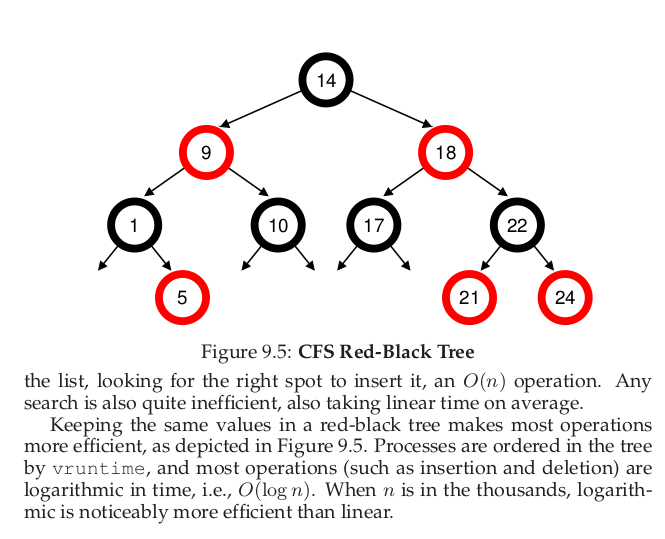 14
9 18
1 10 17 22
5 21 24
Figure 9.5: CFS Red-Black Tree
the list, looking for the right spot to insert it, an O(n) operation. Any
search is also quite inefficient, also taking linear time on average.
Keeping the same values in a red-black tree makes most operations
more efficient, as depicted in Figure 9.5. Processes are ordered in the tree
by vruntime, and most operations (such as insertion and deletion) are
logarithmic in time, i.e., O(log n). When n is in the thousands, logarith-
mic is noticeably more efficient than linear.